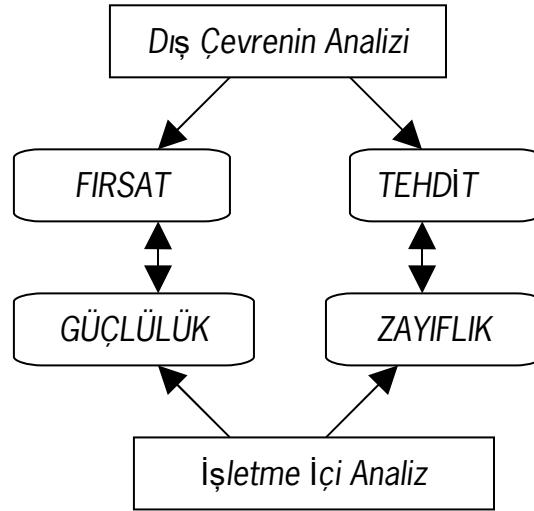 Dış Çevrenin Analizi
FIRSAT
TEHDİT
GÜÇLÜLÜK
ZAYIFLIK
İşletme İçi Analiz